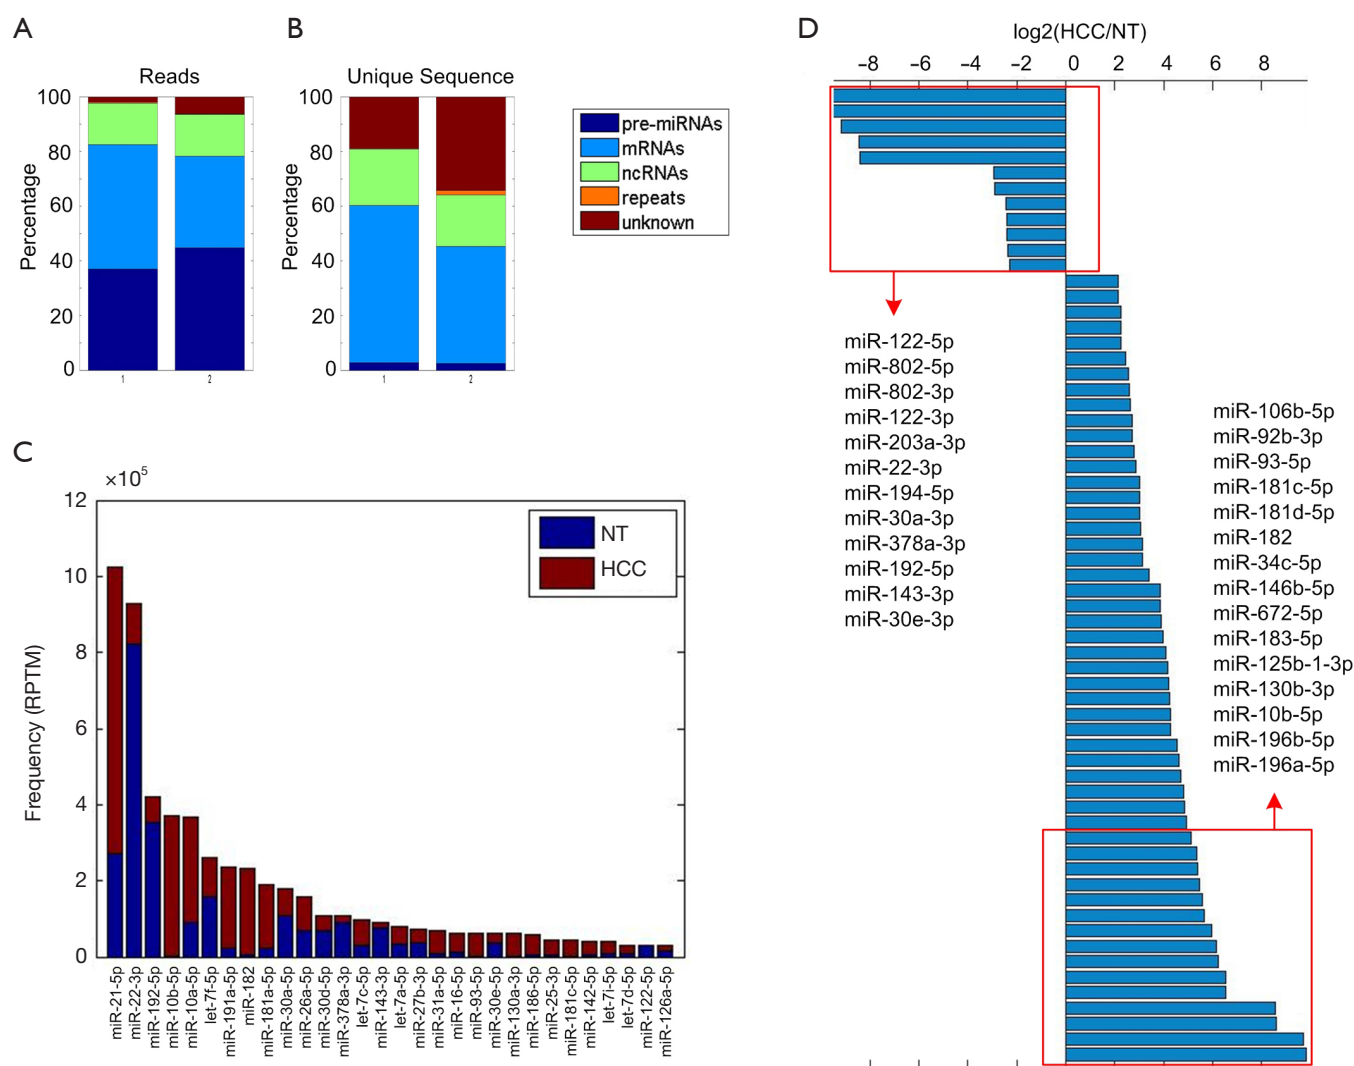 A
Reads
Percentage
100
80
60
40
20
0
1
2
B
Unique Sequence
Percentage
100
80
60
40
20
0
1
2
pre-miRNAs
mRNAs
ncRNAs
repeats
unknown
C
×10⁵
Frequency (RPTM)
12
10
8
6
4
2
0
NT
HCC
miR-21-5p
miR-22-3p
miR-192-5p
miR-10b-5p
miR-10a-5p
let-7f-5p
miR-191a-5p
miR-182
miR-181a-5p
miR-30a-5p
miR-26a-5p
miR-30d-5p
miR-378a-3p
let-7c-5p
miR-143-3p
let-7a-5p
miR-27b-3p
miR-31a-5p
miR-16-5p
miR-93-5p
miR-30e-5p
miR-130a-3p
miR-186-5p
miR-25-3p
miR-181c-5p
miR-142-5p
let-7i-5p
let-7d-5p
miR-122-5p
miR-126a-5p
D
log2(HCC/NT)
−8 −6 −4 −2 0 2 4 6 8
miR-122-5p
miR-802-5p
miR-802-3p
miR-122-3p
miR-203a-3p
miR-22-3p
miR-194-5p
miR-30a-3p
miR-378a-3p
miR-192-5p
miR-143-3p
miR-30e-3p
miR-106b-5p
miR-92b-3p
miR-93-5p
miR-181c-5p
miR-181d-5p
miR-182
miR-34c-5p
miR-146b-5p
miR-672-5p
miR-183-5p
miR-125b-1-3p
miR-130b-3p
miR-10b-5p
miR-196b-5p
miR-196a-5p